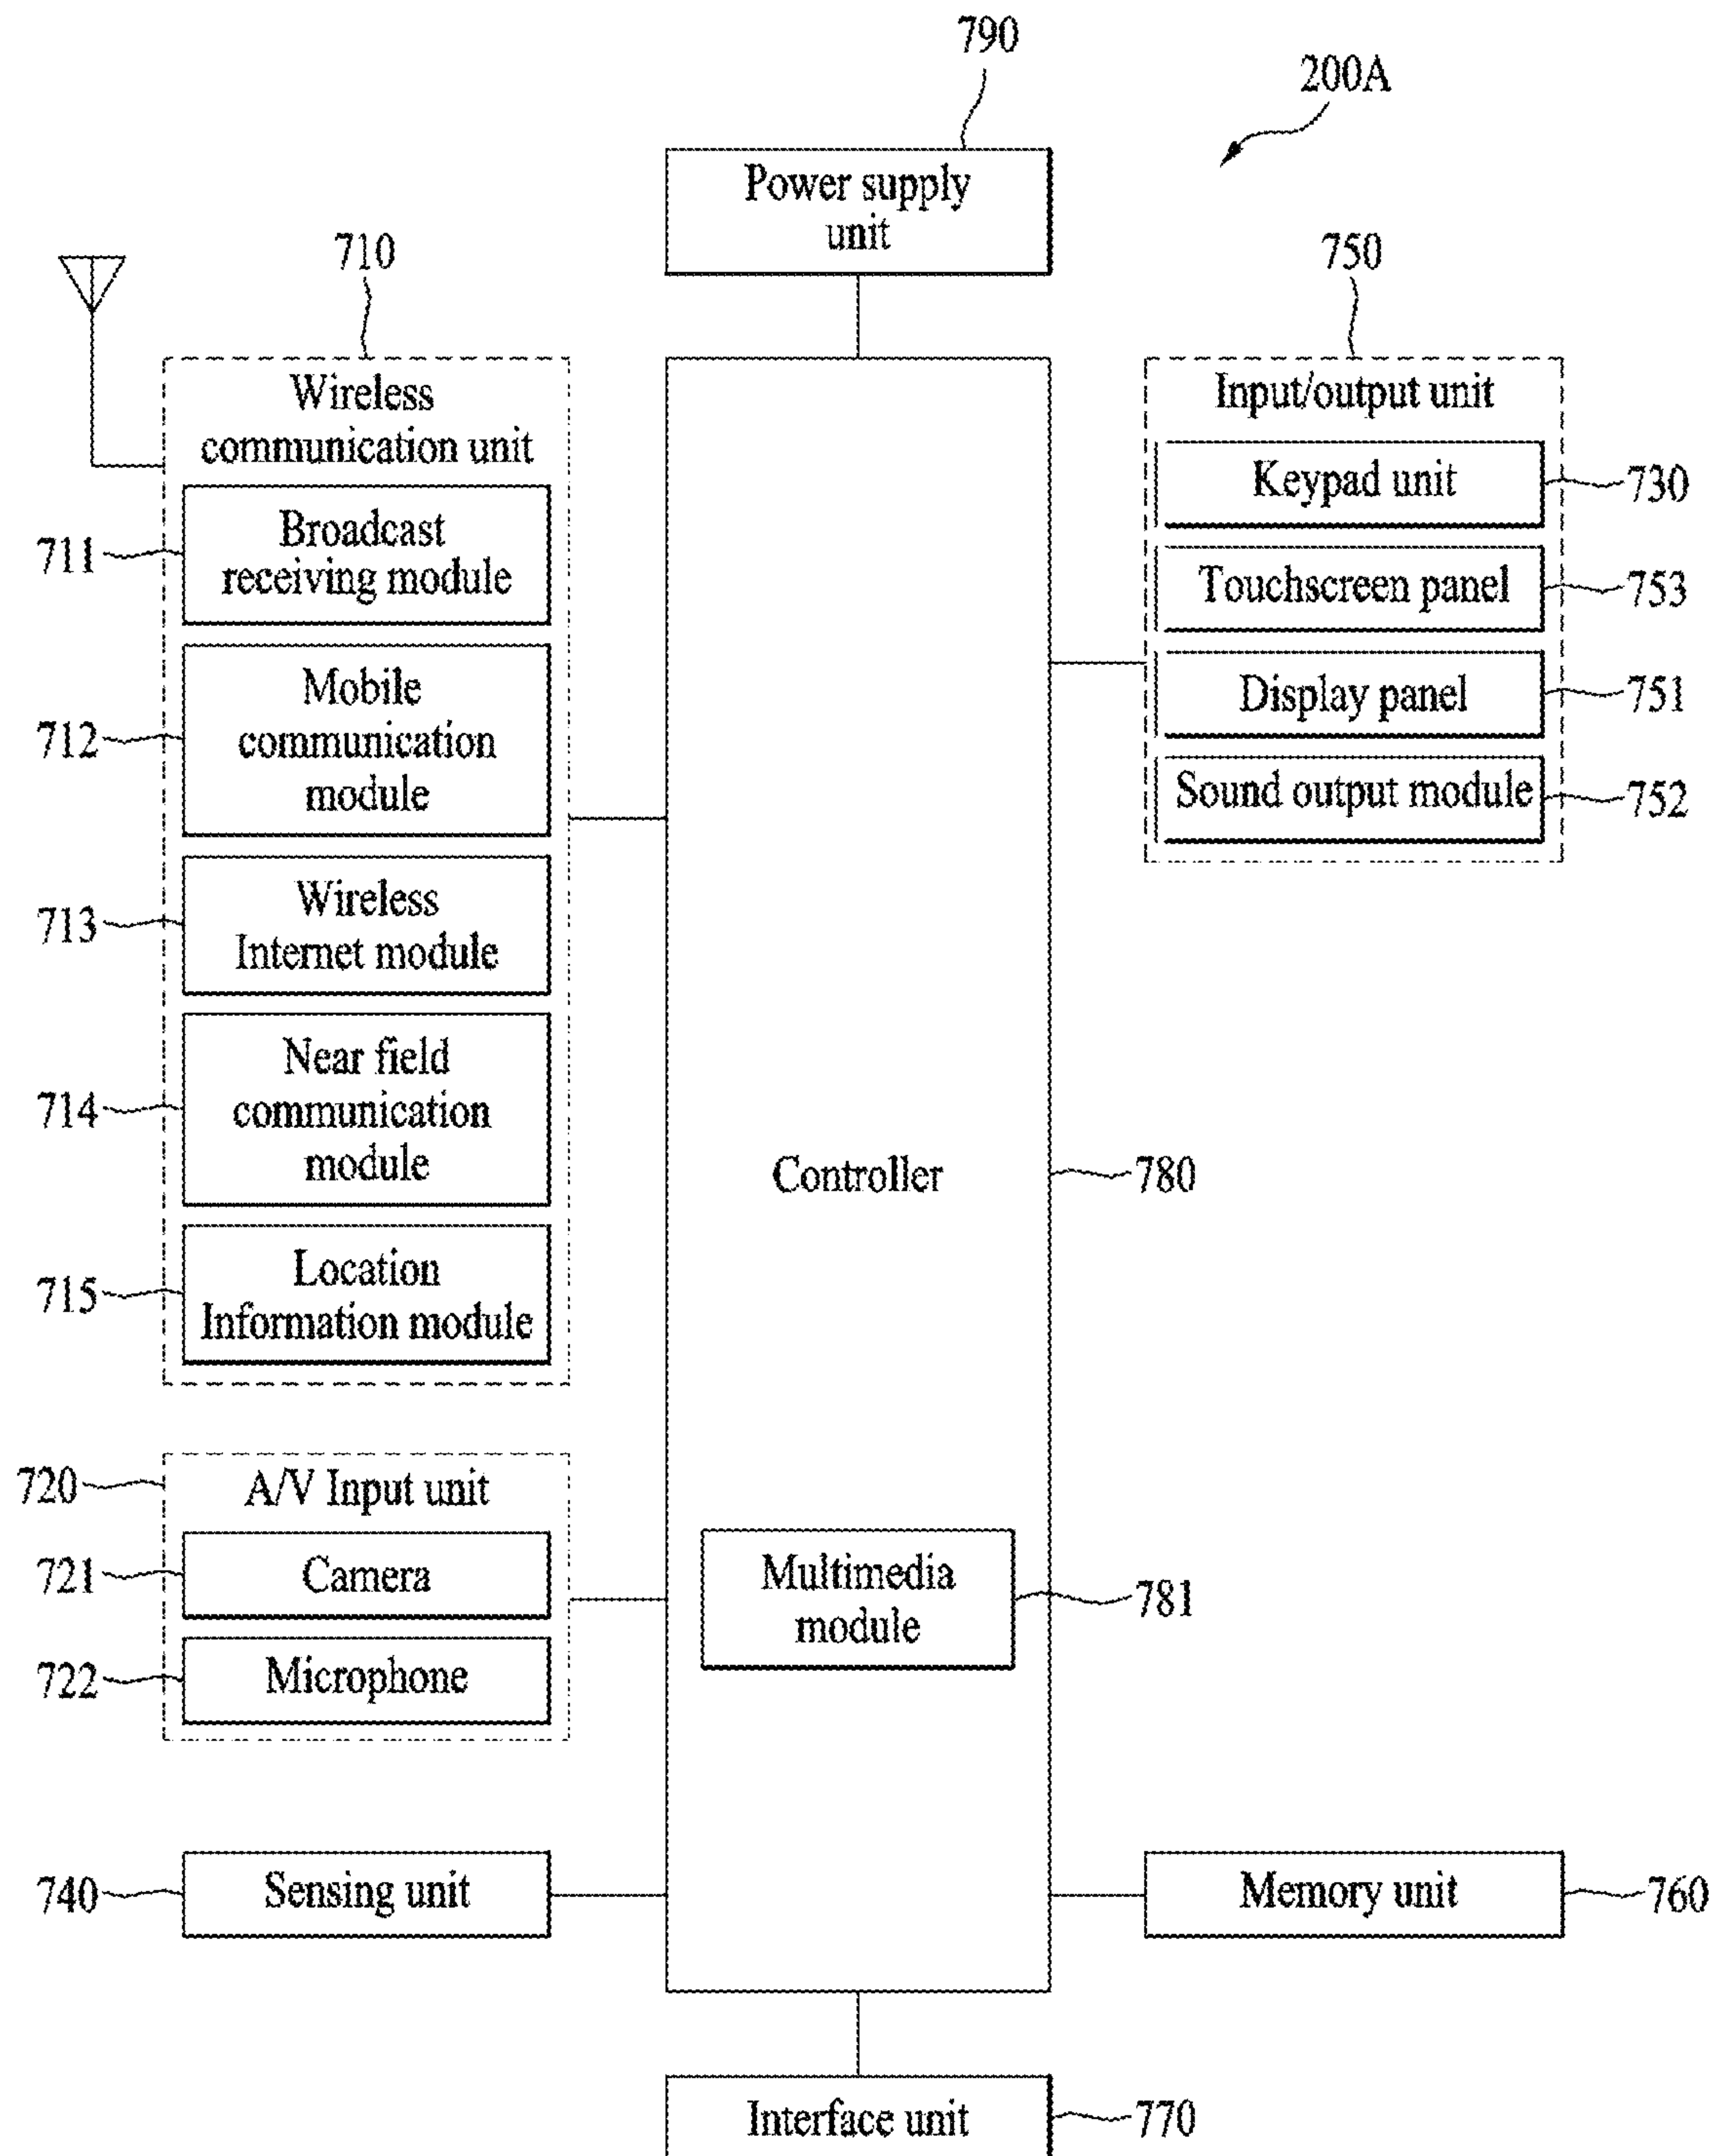 790
200A
Power supply
unit
710
Wireless
communication unit
711
Broadcast
receiving module
712
Mobile
communication
module
713
Wireless
Internet module
714
Near field
communication
module
715
Location
Information module
720
A/V Input unit
721
Camera
722
Microphone
740
Sensing unit
Controller
780
Multimedia
module
781
750
Input/output unit
Keypad unit
730
Touchscreen panel
753
Display panel
751
Sound output module
752
Memory unit
760
Interface unit
770